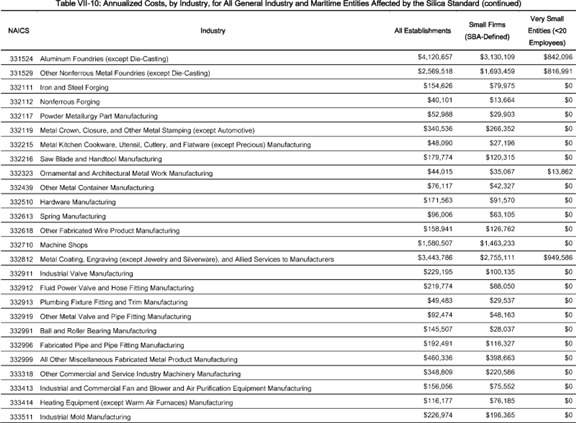 Table VII-10: Annualized Costs, by Industry, for All General Industry and Maritime Entities Affected by the Silica Standard (continued)
NAICS Industry All Establishments Small Firms (SBA-Defined) Very Small Entities (<20 Employees)
331524 Aluminum Foundries (except Die-Casting) $4,120,657 $3,130,109 $842,096
331529 Other Nonferrous Metal Foundries (except Die-Casting) $2,569,518 $1,693,459 $816,991
332111 Iron and Steel Forging $154,626 $79,975 $0
332112 Nonferrous Forging $40,101 $13,664 $0
332117 Powder Metallurgy Part Manufacturing $52,988 $29,903 $0
332119 Metal Crown, Closure, and Other Metal Stamping (except Automotive) $340,536 $266,352 $0
332215 Metal Kitchen Cookware, Utensil, Cutlery, and Flatware (except Precious) Manufacturing $48,090 $27,196 $0
332216 Saw Blade and Handtool Manufacturing $179,774 $120,315 $0
332323 Ornamental and Architectural Metal Work Manufacturing $44,015 $35,067 $13,862
332439 Other Metal Container Manufacturing $76,117 $42,327 $0
332510 Hardware Manufacturing $171,563 $91,570 $0
332613 Spring Manufacturing $96,006 $63,105 $0
332618 Other Fabricated Wire Product Manufacturing $158,941 $126,762 $0
332710 Machine Shops $1,580,507 $1,463,233 $0
332812 Metal Coating, Engraving (except Jewelry and Silverware), and Allied Services to Manufacturers $3,443,786 $2,755,111 $949,586
332911 Industrial Valve Manufacturing $229,195 $100,135 $0
332912 Fluid Power Valve and Hose Fitting Manufacturing $219,774 $88,050 $0
332913 Plumbing Fixture Fitting and Trim Manufacturing $49,483 $29,537 $0
332919 Other Metal Valve and Pipe Fitting Manufacturing $92,474 $48,163 $0
332991 Ball and Roller Bearing Manufacturing $145,507 $28,037 $0
332996 Fabricated Pipe and Pipe Fitting Manufacturing $192,491 $116,327 $0
332999 All Other Miscellaneous Fabricated Metal Product Manufacturing $460,336 $398,663 $0
333318 Other Commercial and Service Industry Machinery Manufacturing $348,809 $220,586 $0
333413 Industrial and Commercial Fan and Blower and Air Purification Equipment Manufacturing $156,056 $75,552 $0
333414 Heating Equipment (except Warm Air Furnaces) Manufacturing $116,177 $76,185 $0
333511 Industrial Mold Manufacturing $226,974 $196,365 $0